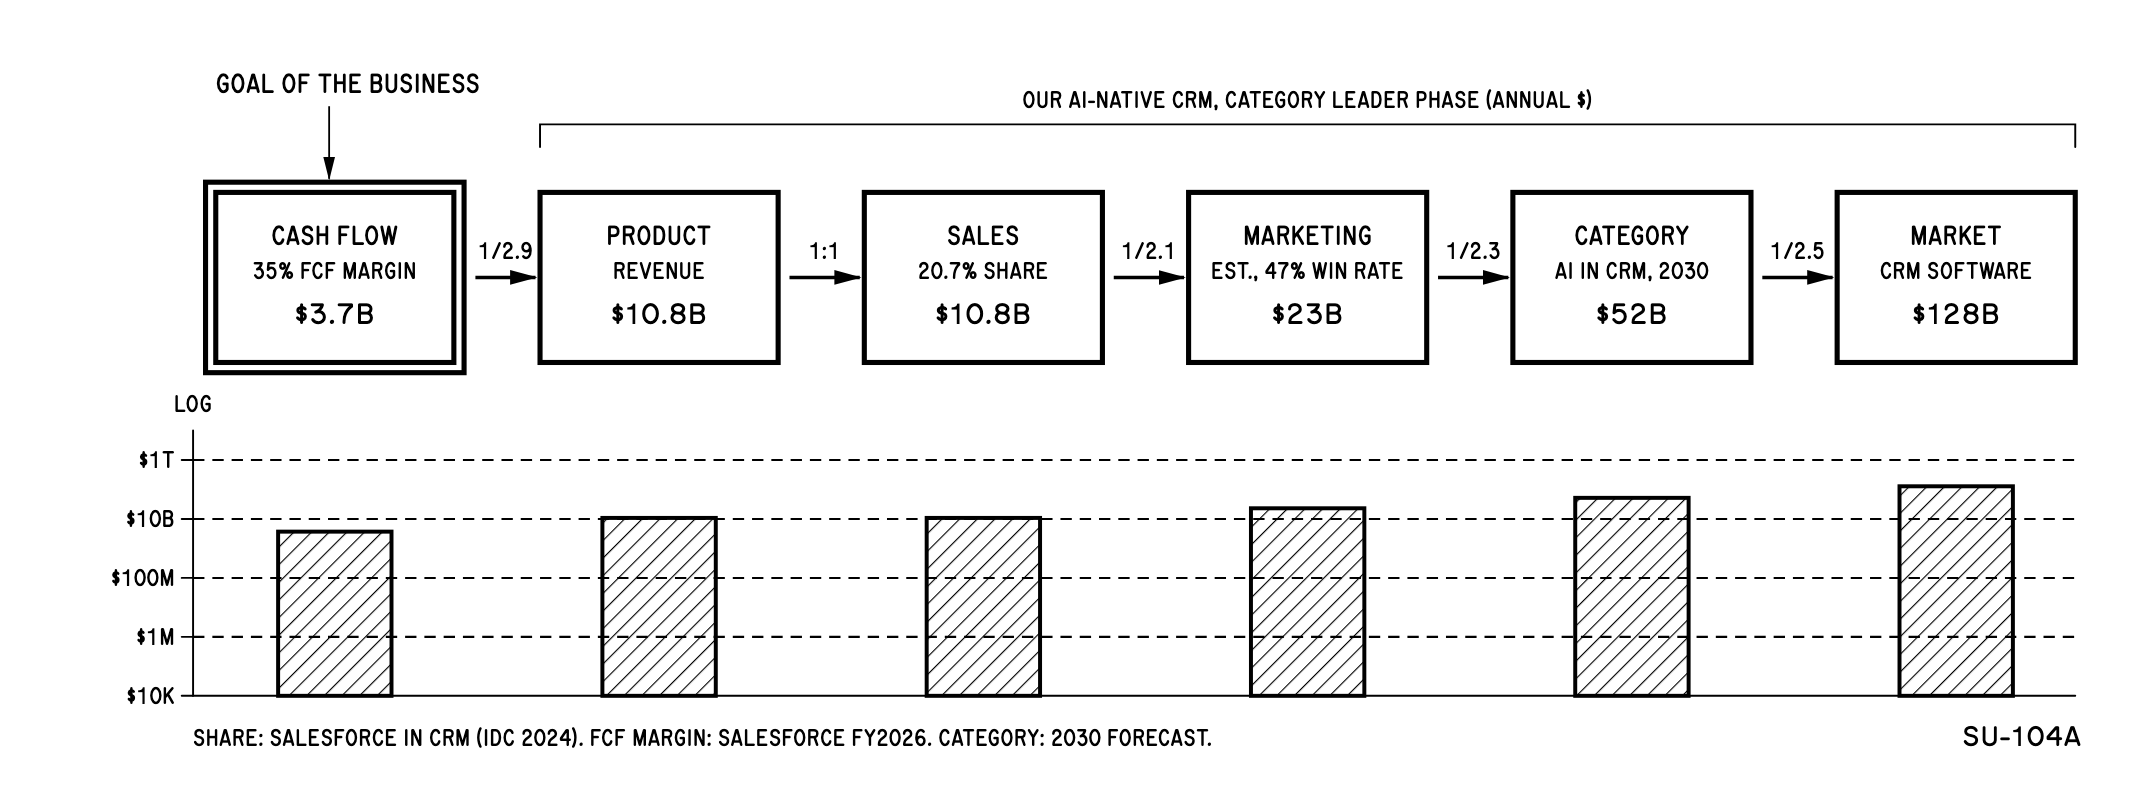 GOAL OF THE BUSINESS
OUR AI-NATIVE CRM, CATEGORY LEADER PHASE (ANNUAL $)
CASH FLOW
35% FCF MARGIN
$3.7B
1/2.9
PRODUCT
REVENUE
$10.8B
1:1
SALES
20.7% SHARE
$10.8B
1/2.1
MARKETING
EST., 47% WIN RATE
$23B
1/2.3
CATEGORY
AI IN CRM, 2030
$52B
1/2.5
MARKET
CRM SOFTWARE
$128B
LOG
$1T
$10B
$100M
$1M
$10K
SHARE: SALESFORCE IN CRM (IDC 2024). FCF MARGIN: SALESFORCE FY2026. CATEGORY: 2030 FORECAST.
SU-104A